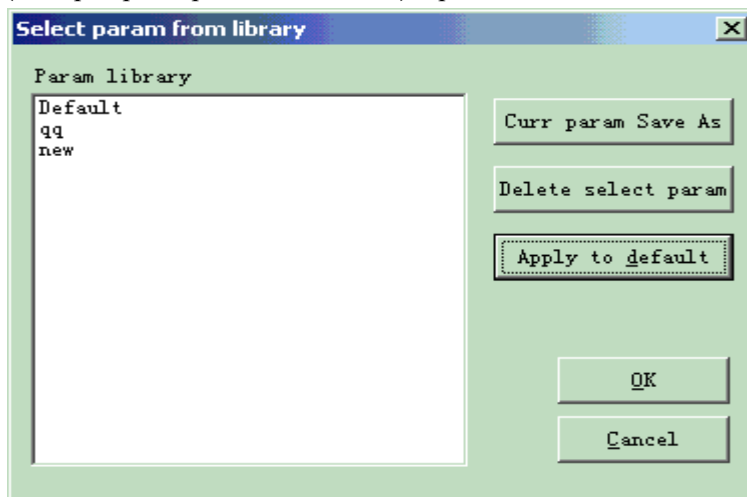 Select param from library
Param library
Default
qq
new
Curr param Save As
Delete select param
Apply to default
OK
Cancel